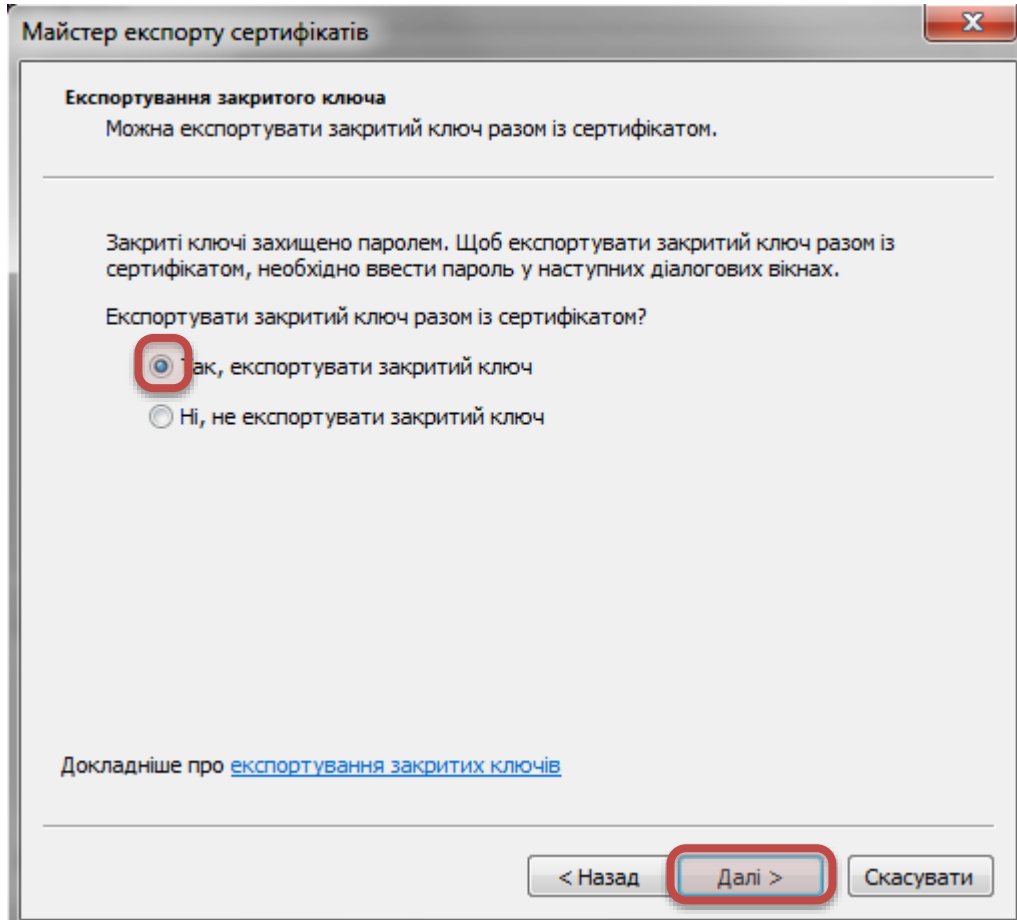 Майстер експорту сертифікатів
Експортування закритого ключа
Можна експортувати закритий ключ разом із сертифікатом.
Закриті ключі захищено паролем. Щоб експортувати закритий ключ разом із
сертифікатом, необхідно ввести пароль у наступних діалогових вікнах.
Експортувати закритий ключ разом із сертифікатом?
Так, експортувати закритий ключ
Ні, не експортувати закритий ключ
Докладніше про експортування закритих ключів
< Назад Далі > Скасувати